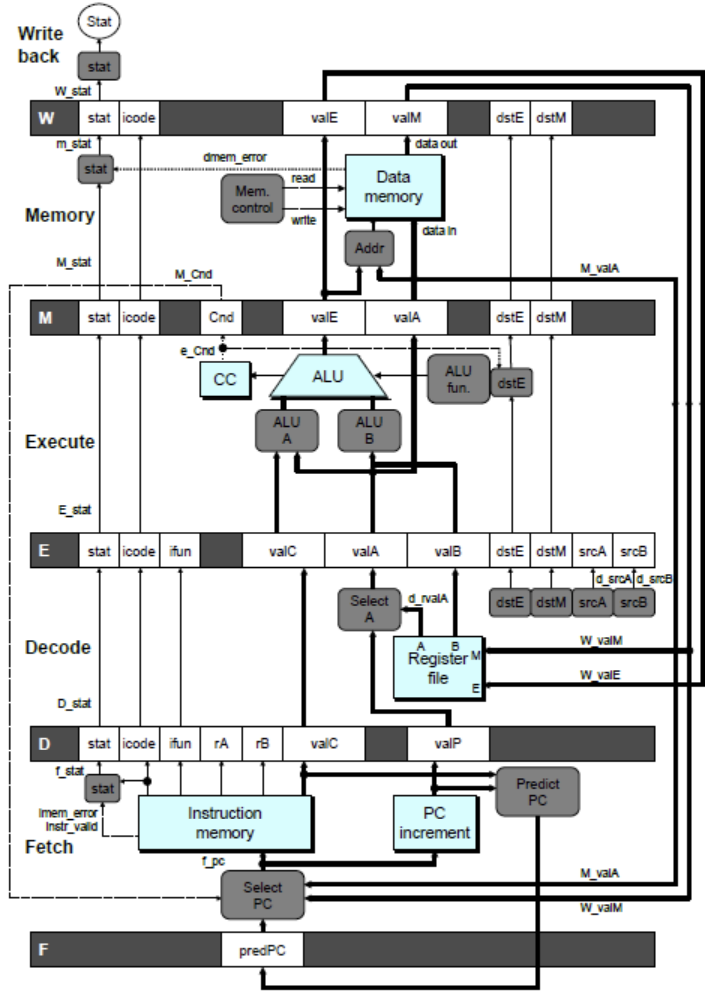 Stat
Write
back
stat
W_stat
W stat icode valE valM dstE dstM
m_stat
data out
dmem_error
stat
read
Mem.
control
Data
memory
write
Memory
data in
Addr
M_stat
M_Cnd
M_valA
M stat icode Cnd valE valA dstE dstM
e_Cnd
CC
ALU
ALU
fun.
dstE
ALU
A
ALU
B
Execute
E_stat
E stat icode ifun valC valA valB dstE dstM srcA srcB
d_srcA d_srcB
Select
A
d_rvalA
dstE dstM srcA srcB
Decode
A B
M
Register
file
E
W_valM
W_valE
D_stat
D stat icode ifun rA rB valC valP
f_stat
stat
Imem_error
Instr_valid
Instruction
memory
PC
increment
Predict
PC
Fetch
f_pc
M_valA
Select
PC
W_valM
F predPC